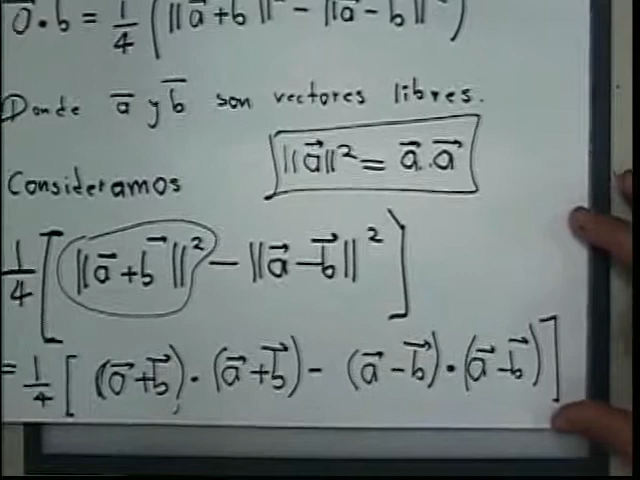 a⃗ · b⃗ = 1/4 (||a⃗ + b⃗||² - ||a⃗ - b⃗||²)
Donde a⃗ y b⃗ son vectores libres.
||a⃗||² = a⃗ . a⃗
Consideramos
1/4 [||a⃗ + b⃗||² - ||a⃗ - b⃗||²]
= 1/4 [(a⃗ + b⃗) · (a⃗ + b⃗) - (a⃗ - b⃗) · (a⃗ - b⃗)]